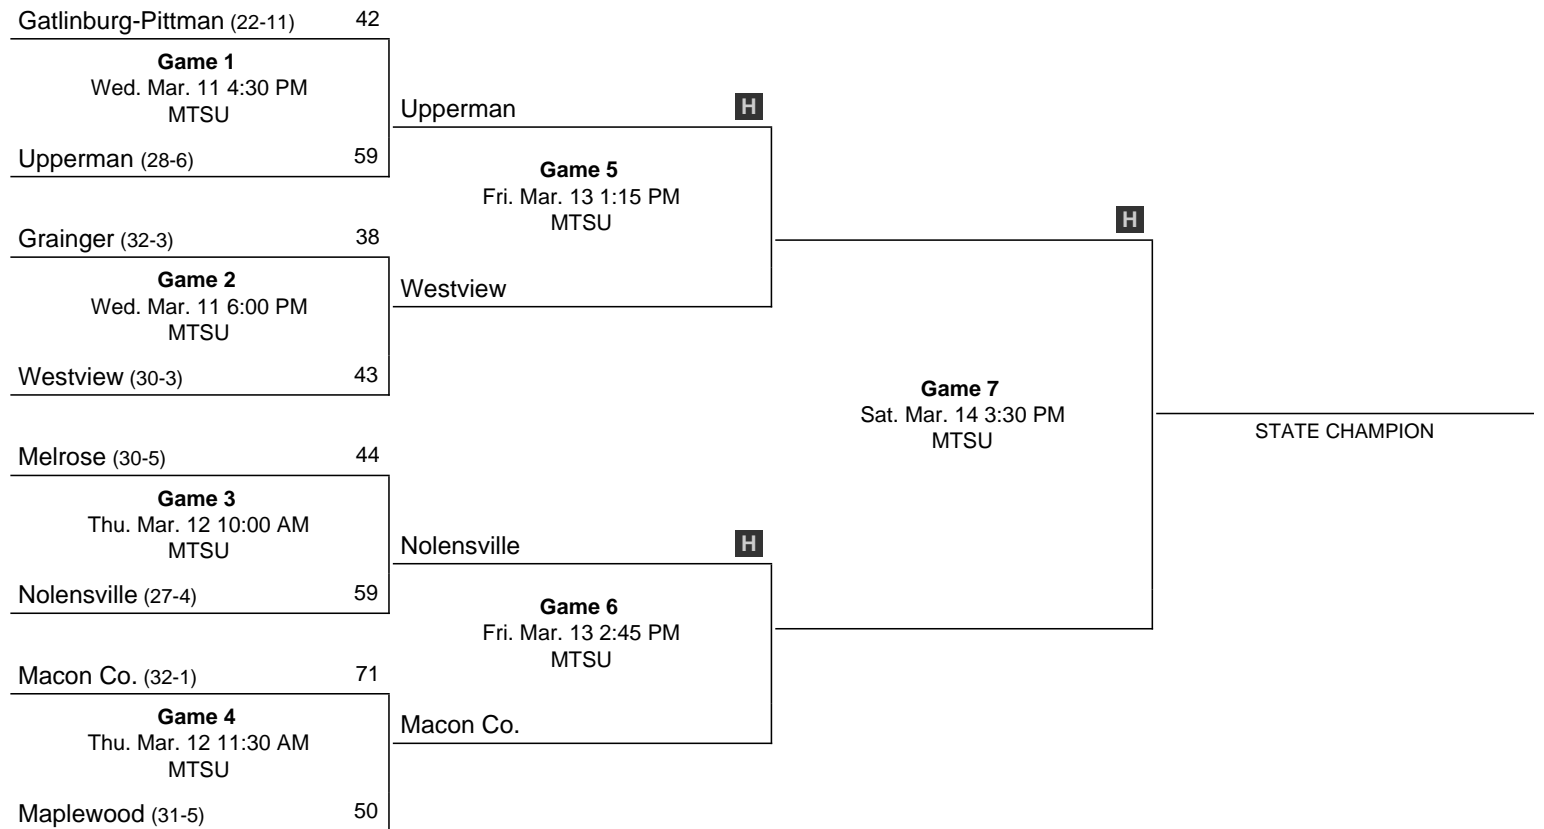 Gatlinburg-Pittman (22-11) 42
Game 1
Wed. Mar. 11 4:30 PM
MTSU
Upperman (28-6) 59
Grainger (32-3) 38
Game 2
Wed. Mar. 11 6:00 PM
MTSU
Westview (30-3) 43
Melrose (30-5) 44
Game 3
Thu. Mar. 12 10:00 AM
MTSU
Nolensville (27-4) 59
Macon Co. (32-1) 71
Game 4
Thu. Mar. 12 11:30 AM
MTSU
Maplewood (31-5) 50
Upperman H
Game 5
Fri. Mar. 13 1:15 PM
MTSU
Westview
Nolensville H
Game 6
Fri. Mar. 13 2:45 PM
MTSU
Macon Co.
H
Game 7
Sat. Mar. 14 3:30 PM
MTSU
STATE CHAMPION